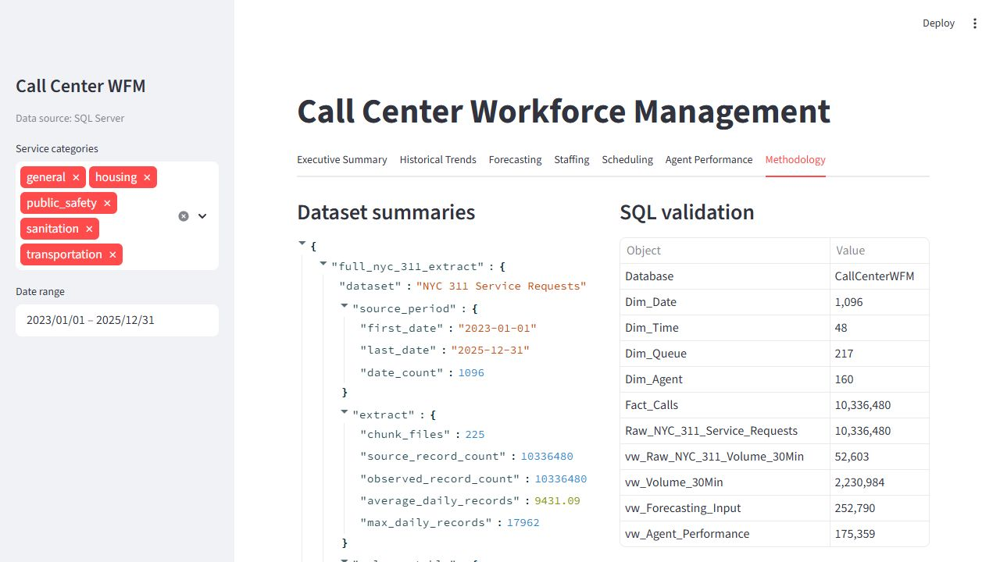 Deploy
Call Center WFM
Data source: SQL Server
Service categories
general × housing ×
public_safety ×
sanitation ×
transportation ×
Date range
2023/01/01 – 2025/12/31
Call Center Workforce Management
Executive Summary Historical Trends Forecasting Staffing Scheduling Agent Performance Methodology
Dataset summaries
{
"full_nyc_311_extract" : {
"dataset" : "NYC 311 Service Requests"
"source_period" : {
"first_date" : "2023-01-01"
"last_date" : "2025-12-31"
"date_count" : 1096
}
"extract" : {
"chunk_files" : 225
"source_record_count" : 10336480
"observed_record_count" : 10336480
"average_daily_records" : 9431.09
"max_daily_records" : 17962
}
SQL validation
Object Value
Database CallCenterWFM
Dim_Date 1,096
Dim_Time 48
Dim_Queue 217
Dim_Agent 160
Fact_Calls 10,336,480
Raw_NYC_311_Service_Requests 10,336,480
vw_Raw_NYC_311_Volume_30Min 52,603
vw_Volume_30Min 2,230,984
vw_Forecasting_Input 252,790
vw_Agent_Performance 175,359